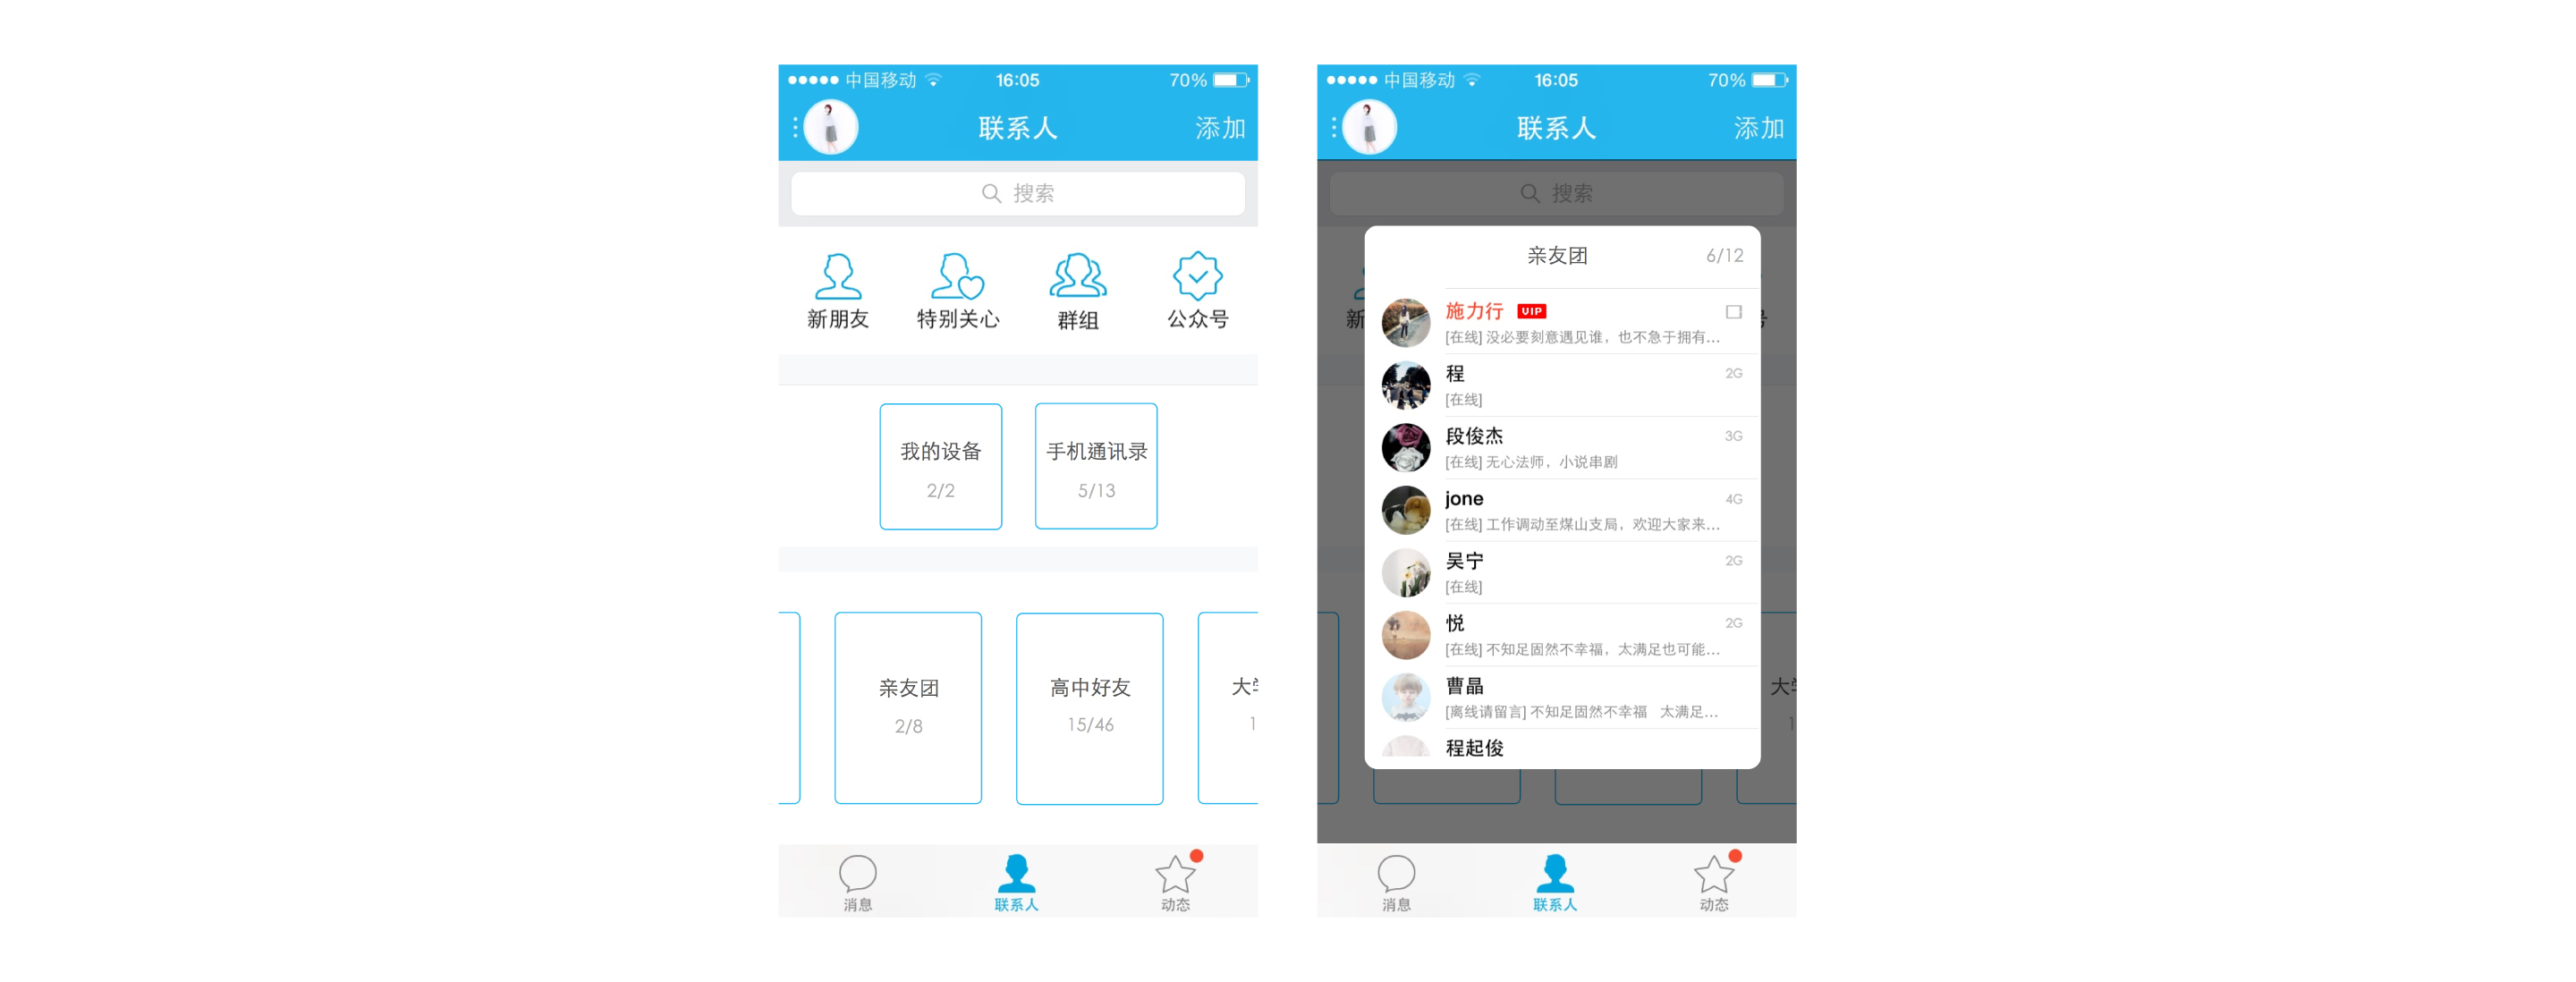 中国移动 16:05 70%
联系人 添加
搜索
新朋友 特别关心 群组 公众号
我的设备 手机通讯录
2/2 5/13
亲友团 高中好友 大
2/8 15/46 1
消息 联系人 动态
中国移动 16:05 70%
联系人 添加
搜索
新
亲友团 6/12
施力行 VIP
[在线] 没必要刻意遇见谁，也不急于拥有...
程 2G
[在线]
段俊杰 3G
[在线] 无心法师，小说串剧
jone 4G
[在线] 工作调动至煤山支局，欢迎大家来...
吴宁 2G
[在线]
悦 2G
[在线] 不知足固然不幸福，太满足也可能...
曹晶
[离线请留言] 不知足固然不幸福 太满足...
程起俊
大
1
消息 联系人 动态